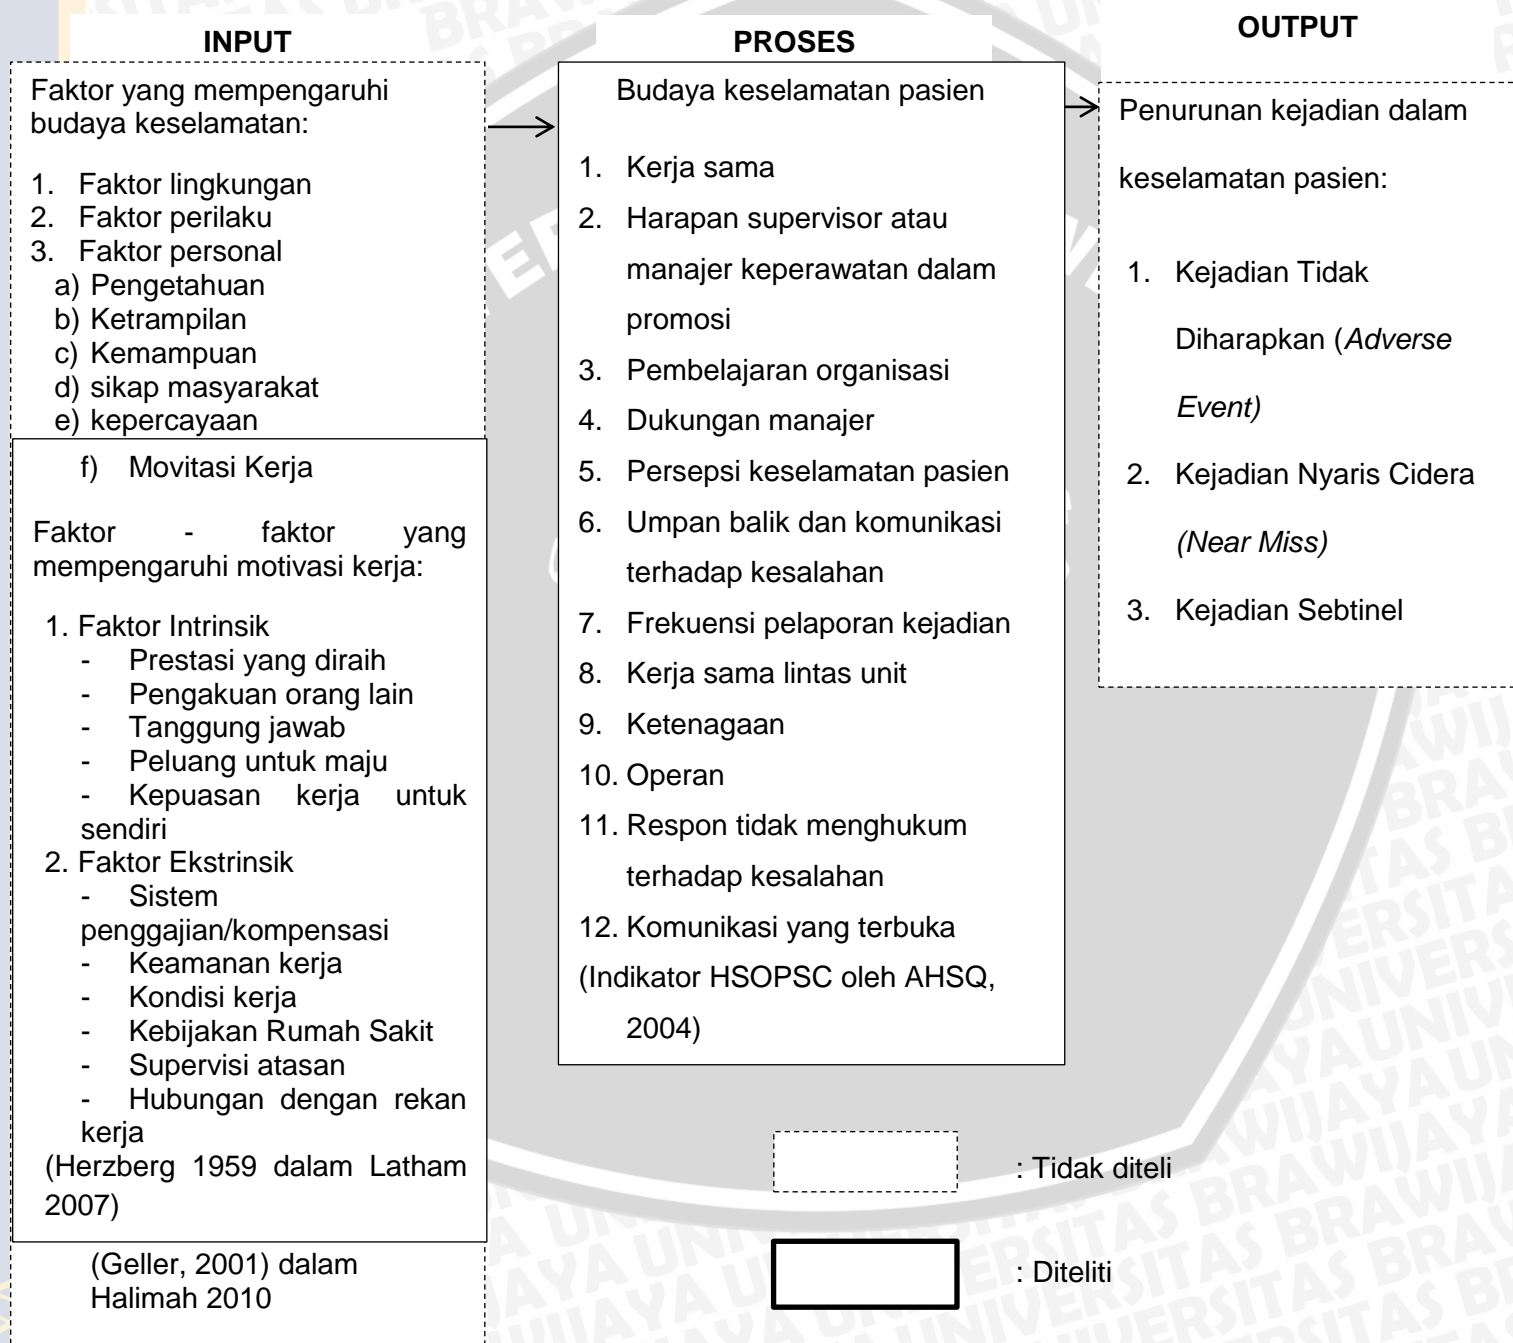 INPUT
Faktor yang mempengaruhi
budaya keselamatan:
1. Faktor lingkungan
2. Faktor perilaku
3. Faktor personal
a) Pengetahuan
b) Ketrampilan
c) Kemampuan
d) sikap masyarakat
e) kepercayaan
f) Movitasi Kerja
Faktor - faktor yang
mempengaruhi motivasi kerja:
1. Faktor Intrinsik
- Prestasi yang diraih
- Pengakuan orang lain
- Tanggung jawab
- Peluang untuk maju
- Kepuasan kerja untuk
sendiri
2. Faktor Ekstrinsik
- Sistem
penggajian/kompensasi
- Keamanan kerja
- Kondisi kerja
- Kebijakan Rumah Sakit
- Supervisi atasan
- Hubungan dengan rekan
kerja
(Herzberg 1959 dalam Latham
2007)
(Geller, 2001) dalam
Halimah 2010
PROSES
Budaya keselamatan pasien
1. Kerja sama
2. Harapan supervisor atau
manajer keperawatan dalam
promosi
3. Pembelajaran organisasi
4. Dukungan manajer
5. Persepsi keselamatan pasien
6. Umpan balik dan komunikasi
terhadap kesalahan
7. Frekuensi pelaporan kejadian
8. Kerja sama lintas unit
9. Ketenagaan
10. Operan
11. Respon tidak menghukum
terhadap kesalahan
12. Komunikasi yang terbuka
(Indikator HSOPSC oleh AHSQ,
2004)
OUTPUT
Penurunan kejadian dalam
keselamatan pasien:
1. Kejadian Tidak
Diharapkan (Adverse
Event)
2. Kejadian Nyaris Cidera
(Near Miss)
3. Kejadian Sebtinel
: Tidak diteli
: Diteliti